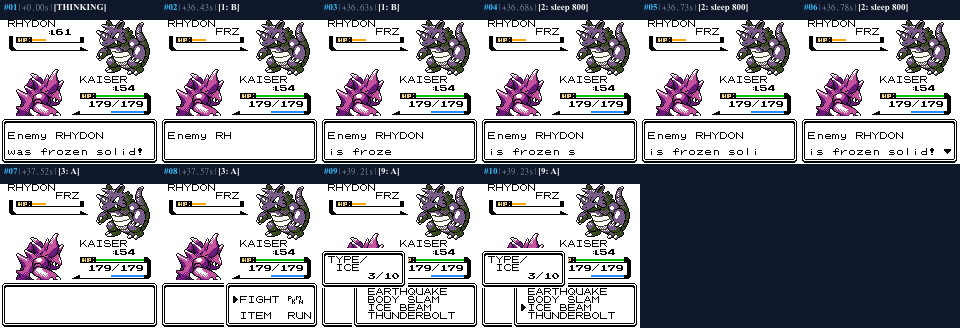 #01|+0.00s|[THINKING]
RHYDON
:L61
HP:
KAISER
:L54
HP:
179/179
Enemy RHYDON
was frozen solid!
#02|+36.43s|[1: B]
RHYDON
FRZ
HP:
KAISER
:L54
HP:
179/179
Enemy RH
#03|+36.63s|[1: B]
RHYDON
FRZ
HP:
KAISER
:L54
HP:
179/179
Enemy RHYDON
is froze
#04|+36.68s|[2: sleep 800]
RHYDON
FRZ
HP:
KAISER
:L54
HP:
179/179
Enemy RHYDON
is frozen s
#05|+36.73s|[2: sleep 800]
RHYDON
FRZ
HP:
KAISER
:L54
HP:
179/179
Enemy RHYDON
is frozen soli
#06|+36.78s|[2: sleep 800]
RHYDON
FRZ
HP:
KAISER
:L54
HP:
179/179
Enemy RHYDON
is frozen solid!
#07|+37.52s|[3: A]
RHYDON
FRZ
HP:
KAISER
:L54
HP:
179/179
#08|+37.57s|[3: A]
RHYDON
FRZ
HP:
KAISER
:L54
HP:
179/179
FIGHT PKMN
ITEM RUN
#09|+39.21s|[9: A]
RHYDON
FRZ
HP:
KAISER
:L54
179/179
TYPE/
ICE
3/10
EARTHQUAKE
BODY SLAM
ICE BEAM
THUNDERBOLT
#10|+39.23s|[9: A]
RHYDON
FRZ
HP:
KAISER
:L54
179/179
TYPE/
ICE
3/10
EARTHQUAKE
BODY SLAM
ICE BEAM
THUNDERBOLT